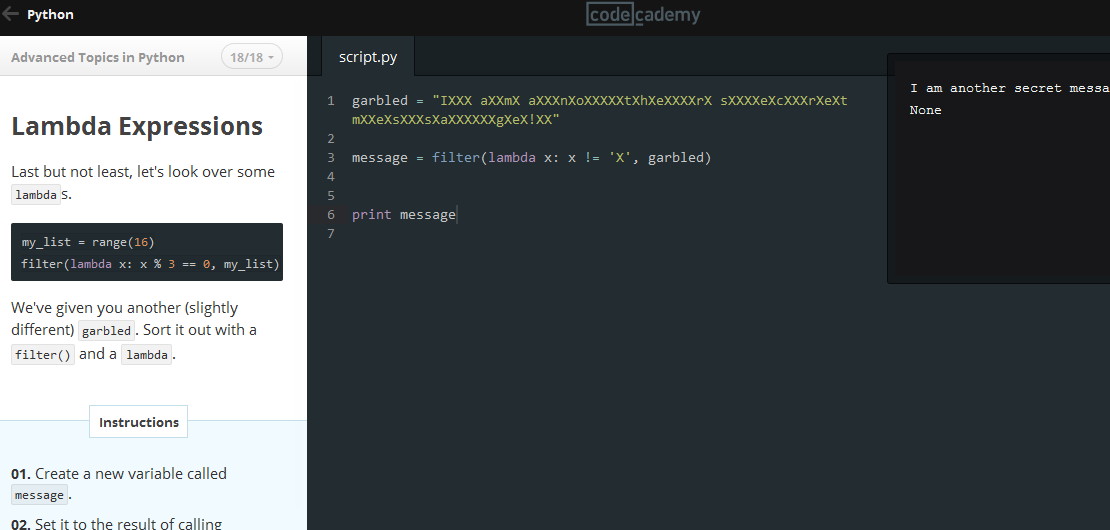 Python
codecademy
Advanced Topics in Python
18/18
script.py
Lambda Expressions
Last but not least, let's look over some
lambda s.
my_list = range(16)
filter(lambda x: x % 3 == 0, my_list)
We've given you another (slightly
different) garbled. Sort it out with a
filter() and a lambda.
Instructions
01. Create a new variable called
message.
02. Set it to the result of calling
1 garbled = "IXXX aXXmX aXXXnXoXXXXXtXhXeXXXXrX sXXXXeXcXXXrXeXt
mXXeXsXXXsXaXXXXXXgXeX!XX"
2
3 message = filter(lambda x: x != 'X', garbled)
4
5
6 print message
7
I am another secret messa
None